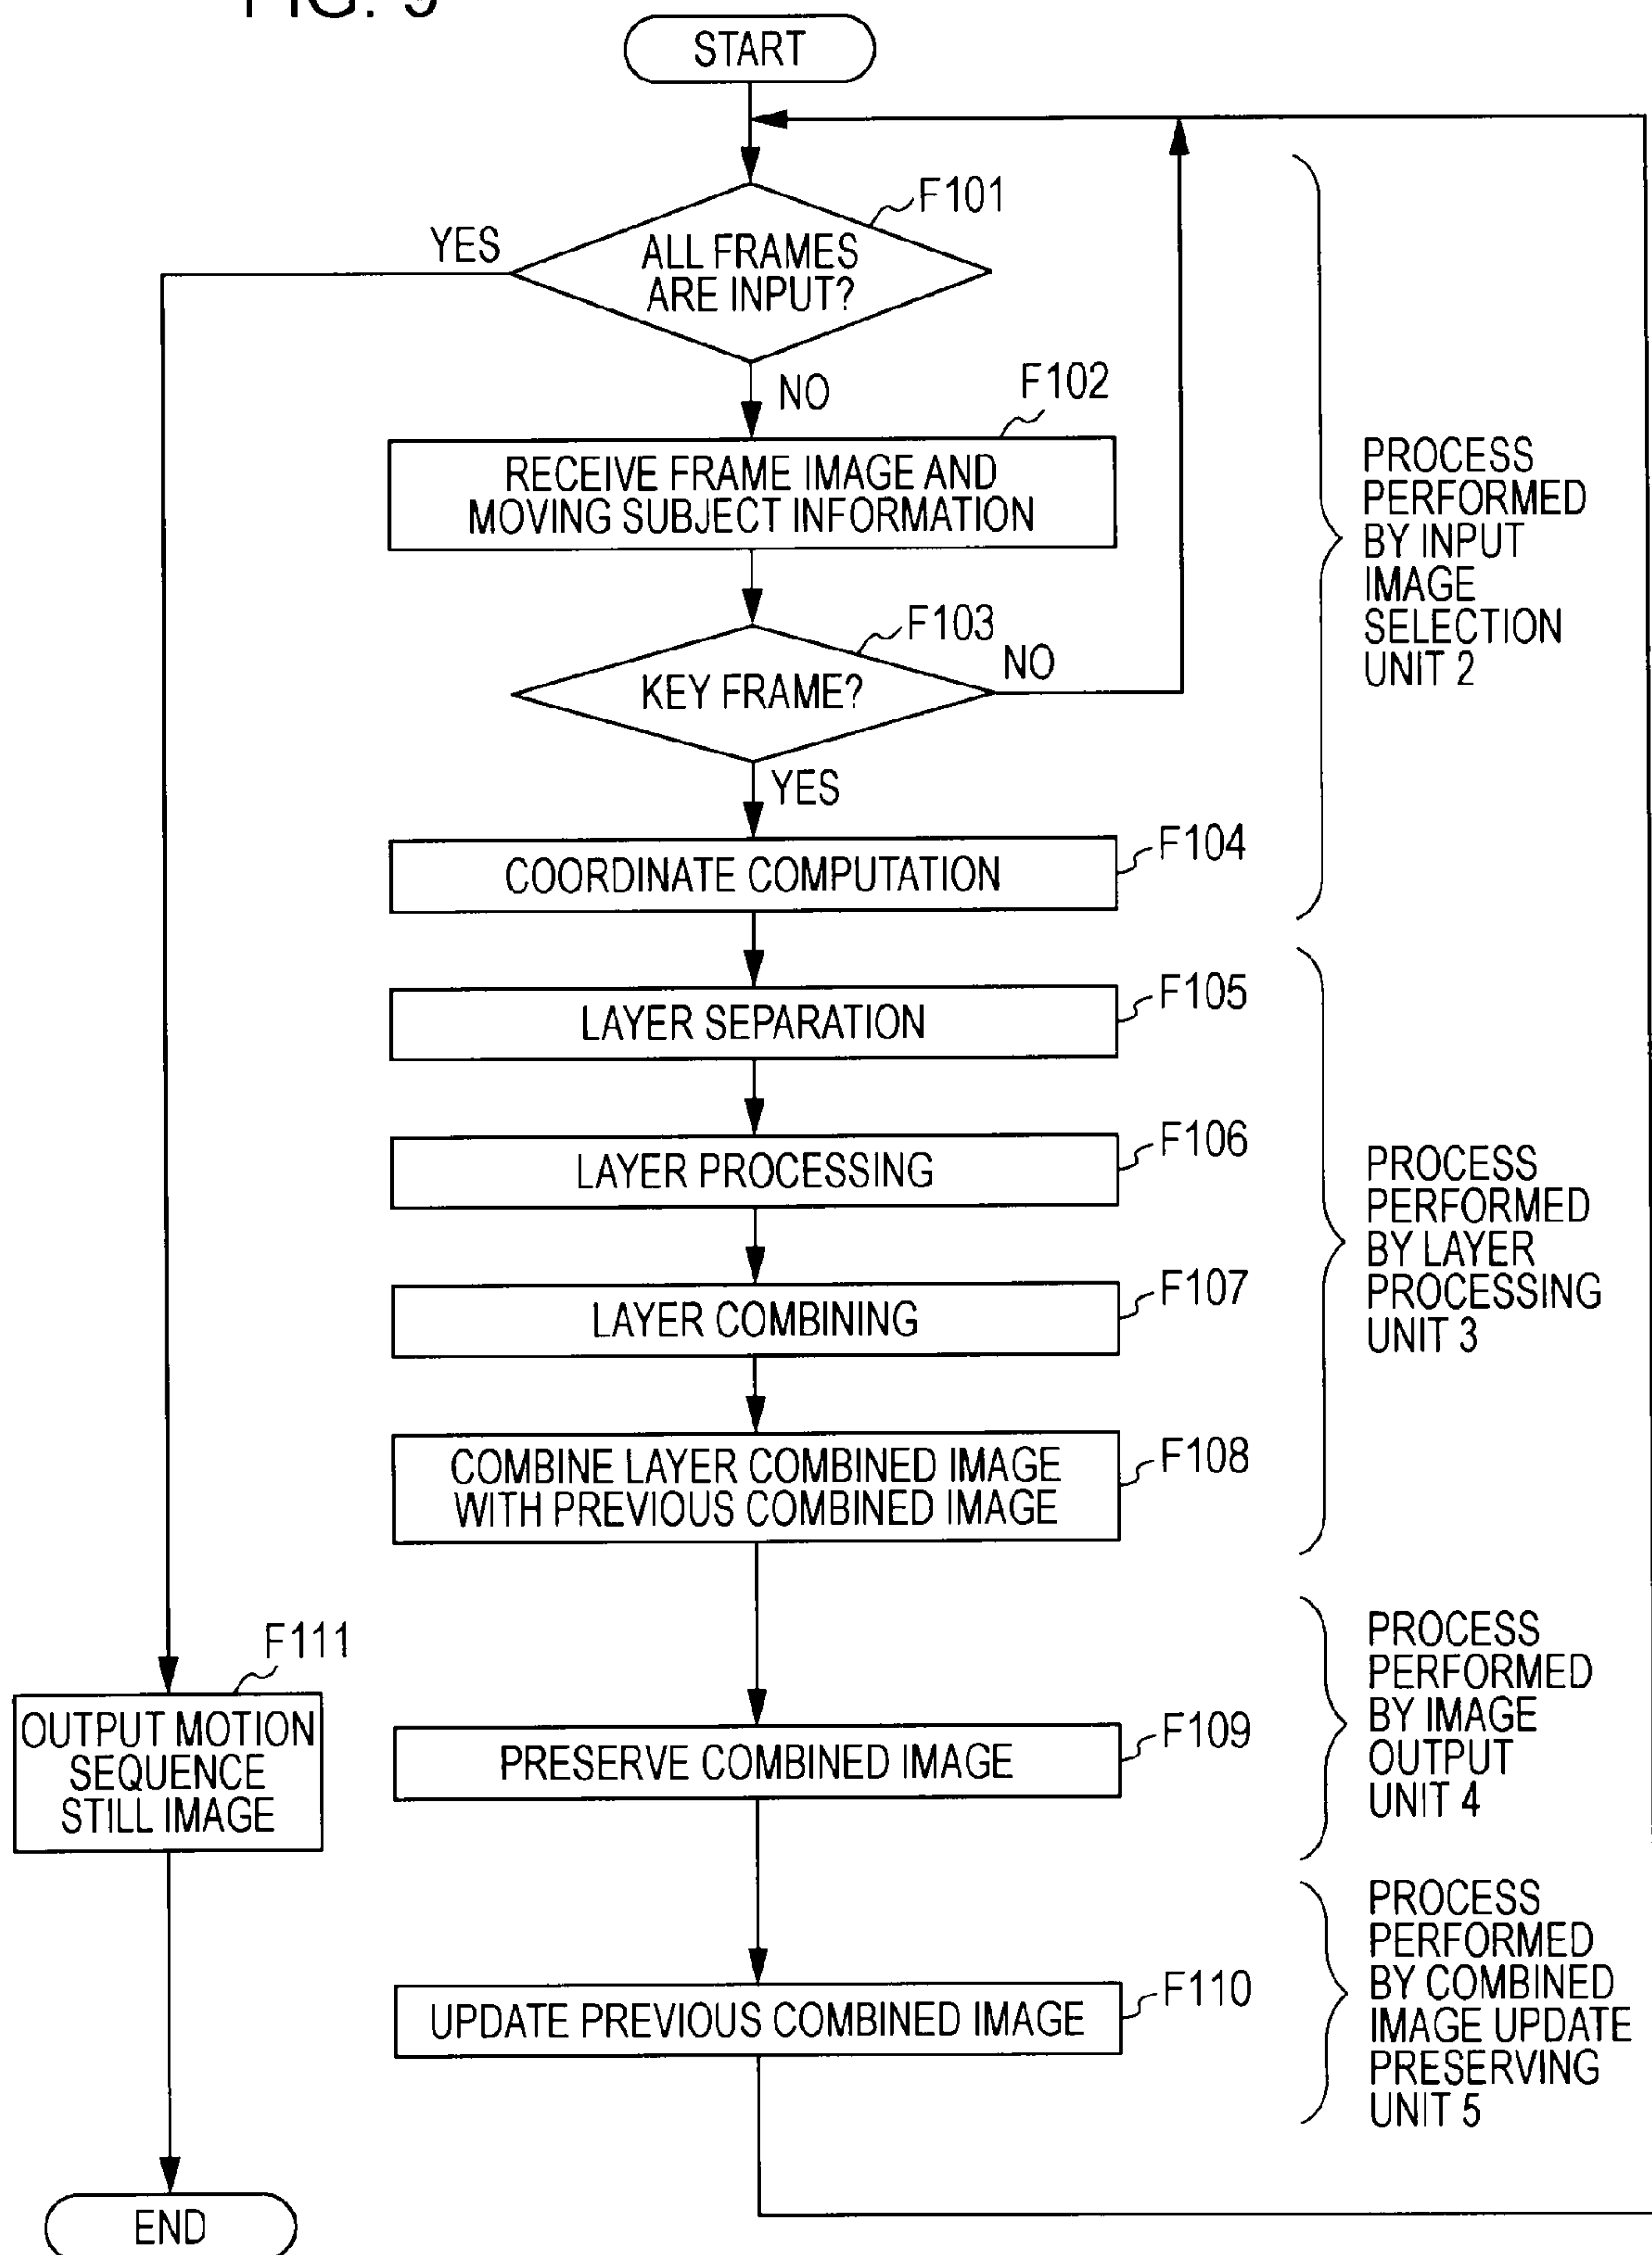 FIG. 9
START
F101
YES
ALL FRAMES
ARE INPUT?
NO
F102
RECEIVE FRAME IMAGE AND
MOVING SUBJECT INFORMATION
F103
KEY FRAME?
NO
YES
F104
COORDINATE COMPUTATION
PROCESS
PERFORMED
BY INPUT
IMAGE
SELECTION
UNIT 2
F105
LAYER SEPARATION
F106
LAYER PROCESSING
F107
LAYER COMBINING
F108
COMBINE LAYER COMBINED IMAGE
WITH PREVIOUS COMBINED IMAGE
PROCESS
PERFORMED
BY LAYER
PROCESSING
UNIT 3
F111
OUTPUT MOTION
SEQUENCE
STILL IMAGE
F109
PRESERVE COMBINED IMAGE
PROCESS
PERFORMED
BY IMAGE
OUTPUT
UNIT 4
F110
UPDATE PREVIOUS COMBINED IMAGE
PROCESS
PERFORMED
BY COMBINED
IMAGE UPDATE
PRESERVING
UNIT 5
END